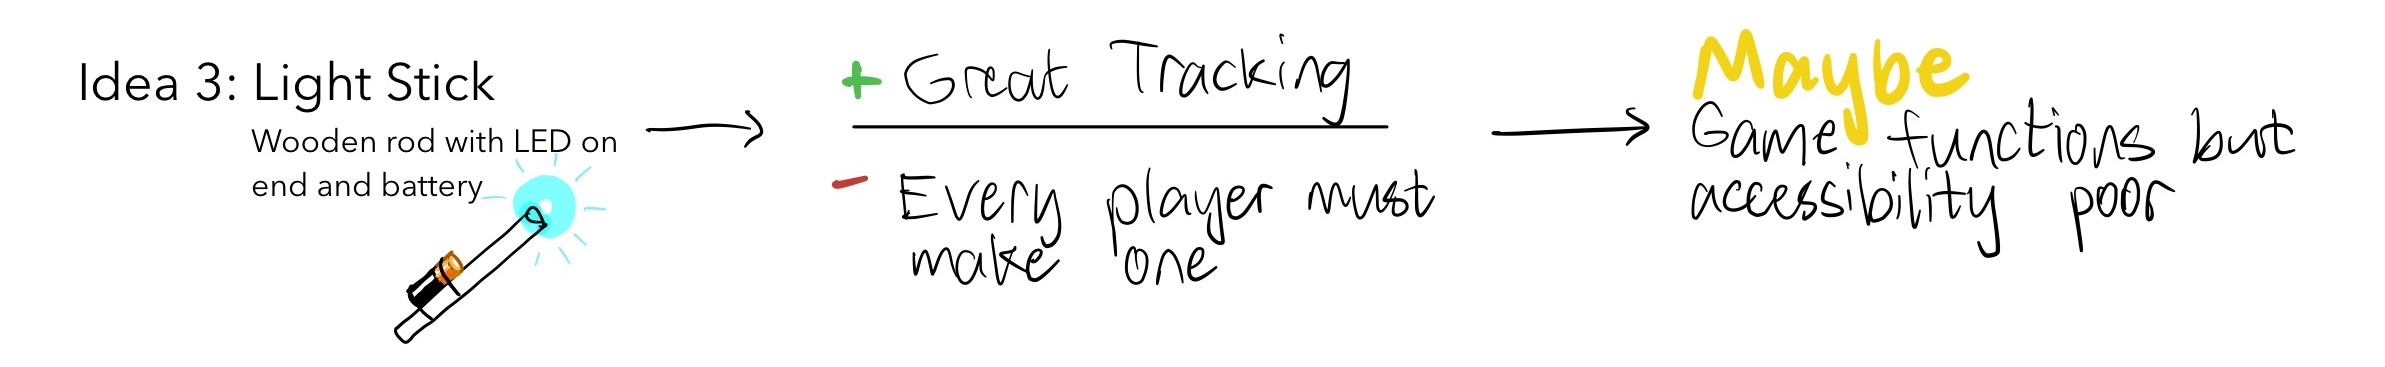 Idea 3: Light Stick
Wooden rod with LED on
end and battery
+ Great Tracking
- Every player must
make one
Maybe
Game functions but
accessibility poor